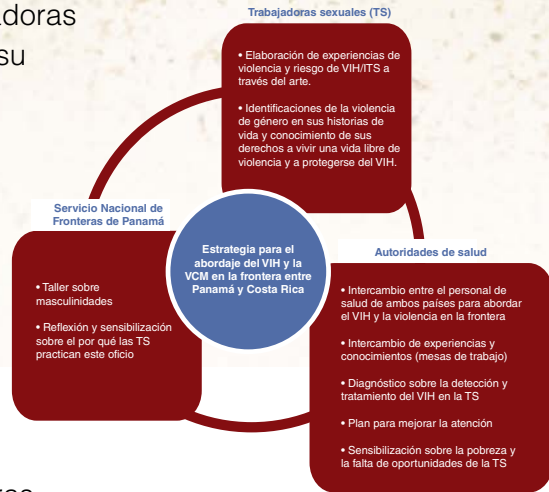 adoras
su
Trabajadoras sexuales (TS)
• Elaboración de experiencias de
violencia y riesgo de VIH/ITS a
través del arte.
• Identificaciones de la violencia
de género en sus historias de
vida y conocimiento de sus
derechos a vivir una vida libre de
violencia y a protegerse del VIH.
Servicio Nacional de
Fronteras de Panamá
• Taller sobre
masculinidades
• Reflexión y sensibilización
sobre el por qué las TS
practican este oficio
Estrategia para el
abordaje del VIH y la
VCM en la frontera entre
Panamá y Costa Rica
Autoridades de salud
• Intercambio entre el personal de
salud de ambos países para abordar
el VIH y la violencia en la frontera
• Intercambio de experiencias y
conocimientos (mesas de trabajo)
• Diagnóstico sobre la detección y
tratamiento del VIH en la TS
• Plan para mejorar la atención
• Sensibilización sobre la pobreza y
la falta de oportunidades de la TS